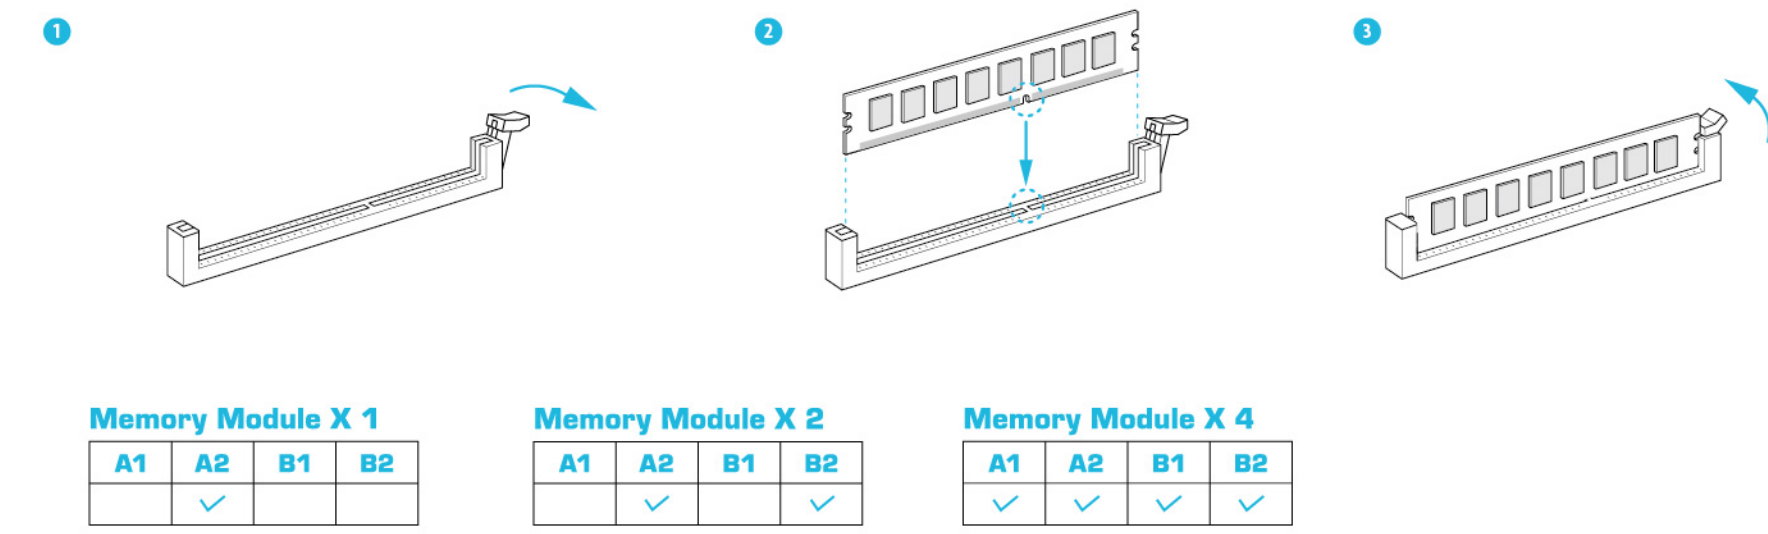 1
2
3
Memory Module X 1
A1 A2 B1 B2
✓
Memory Module X 2
A1 A2 B1 B2
✓ ✓
Memory Module X 4
A1 A2 B1 B2
✓ ✓ ✓ ✓